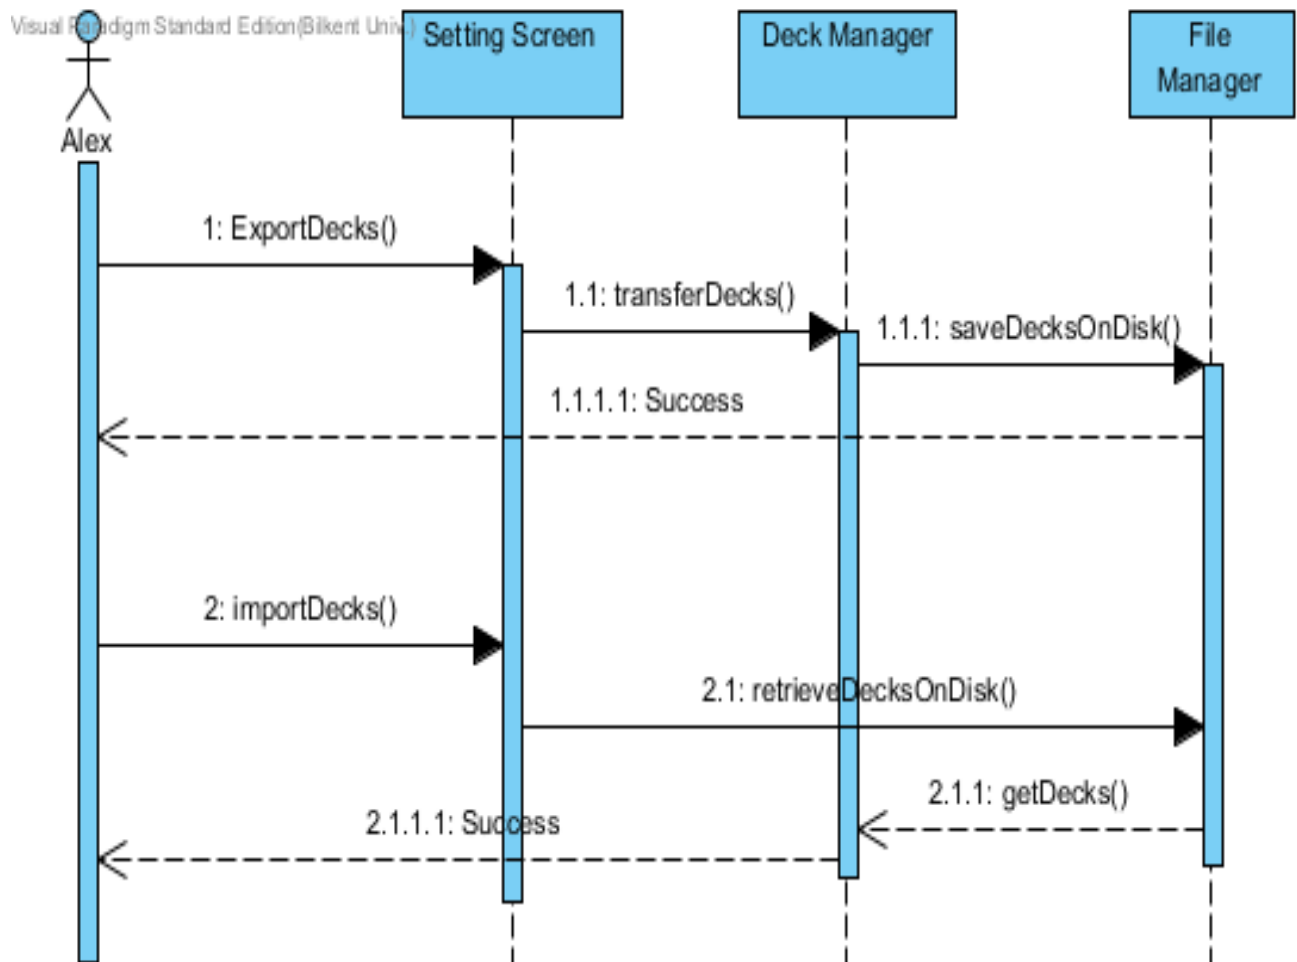 Visual Paradigm Standard Edition(Bilkent Univ.)
Setting Screen
Deck Manager
File
Manager
Alex
1: ExportDecks()
1.1: transferDecks()
1.1.1: saveDecksOnDisk()
1.1.1.1: Success
2: importDecks()
2.1: retrieveDecksOnDisk()
2.1.1: getDecks()
2.1.1.1: Success